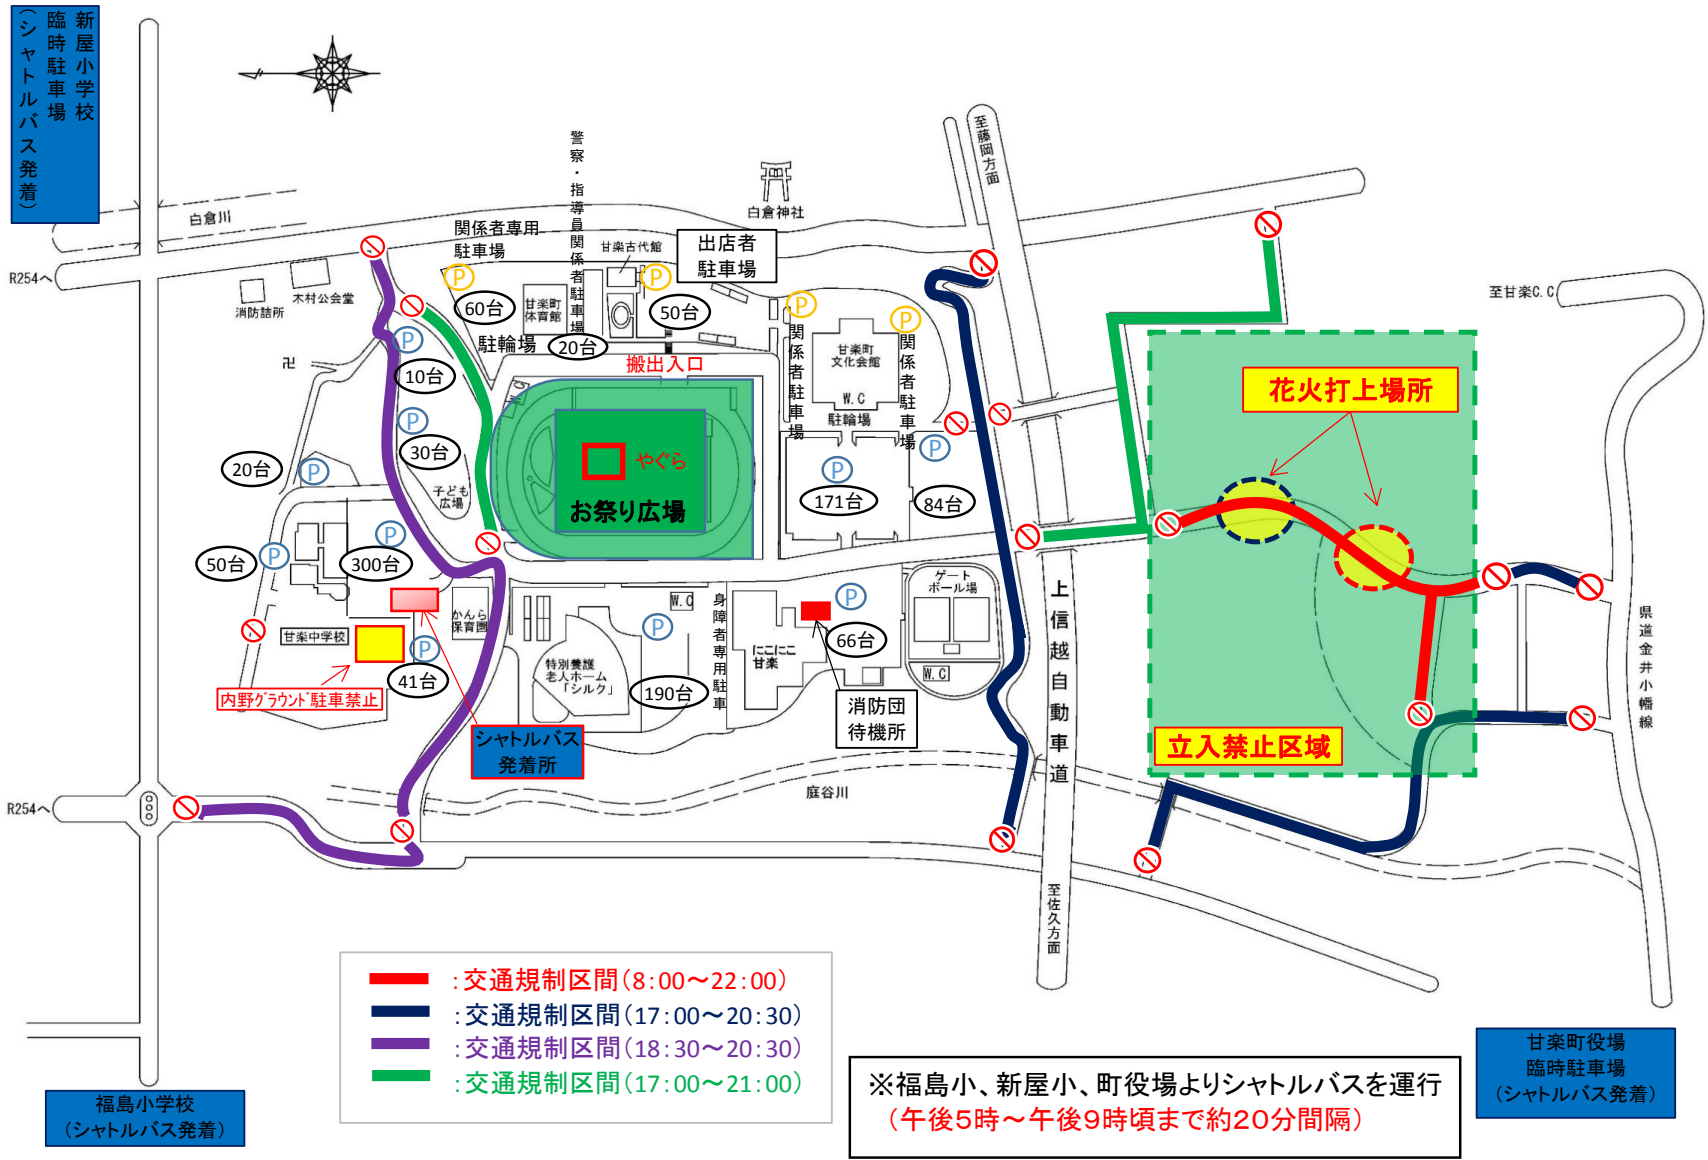 新屋小学校
臨時駐車場
(シャトルバス発着)
白倉川
R254へ
消防詰所
木村公会堂
関係者専用
駐車場
警察・指導員関係者駐車場
甘楽古代館
出店者
駐車場
白倉神社
至藤岡方面
至甘楽C.C
P
60台
甘楽町
体育館
P
50台
駐輪場
20台
搬出入口
P
関係者駐車場
甘楽町
文化会館
W.C
駐輪場
P
関係者駐車場
卍
P
10台
W.C
P
30台
子ども
広場
20台
P
やぐら
お祭り広場
P
171台
P
84台
花火打上場所
50台
P
P
300台
甘楽中学校
P
41台
内野グラウンド駐車禁止
かんら
保育園
シャトルバス
発着所
特別養護
老人ホーム
「シルク」
W.C
P
190台
身障者専用駐車
にこにこ
甘楽
P
66台
消防団
待機所
ゲート
ボール場
W.C
上信越自動車道
立入禁止区域
県道金井小幡線
庭谷川
R254へ
至佐久方面
:交通規制区間(8:00～22:00)
:交通規制区間(17:00～20:30)
:交通規制区間(18:30～20:30)
:交通規制区間(17:00～21:00)
福島小学校
(シャトルバス発着)
※福島小、新屋小、町役場よりシャトルバスを運行
(午後5時～午後9時頃まで約20分間隔)
甘楽町役場
臨時駐車場
(シャトルバス発着)